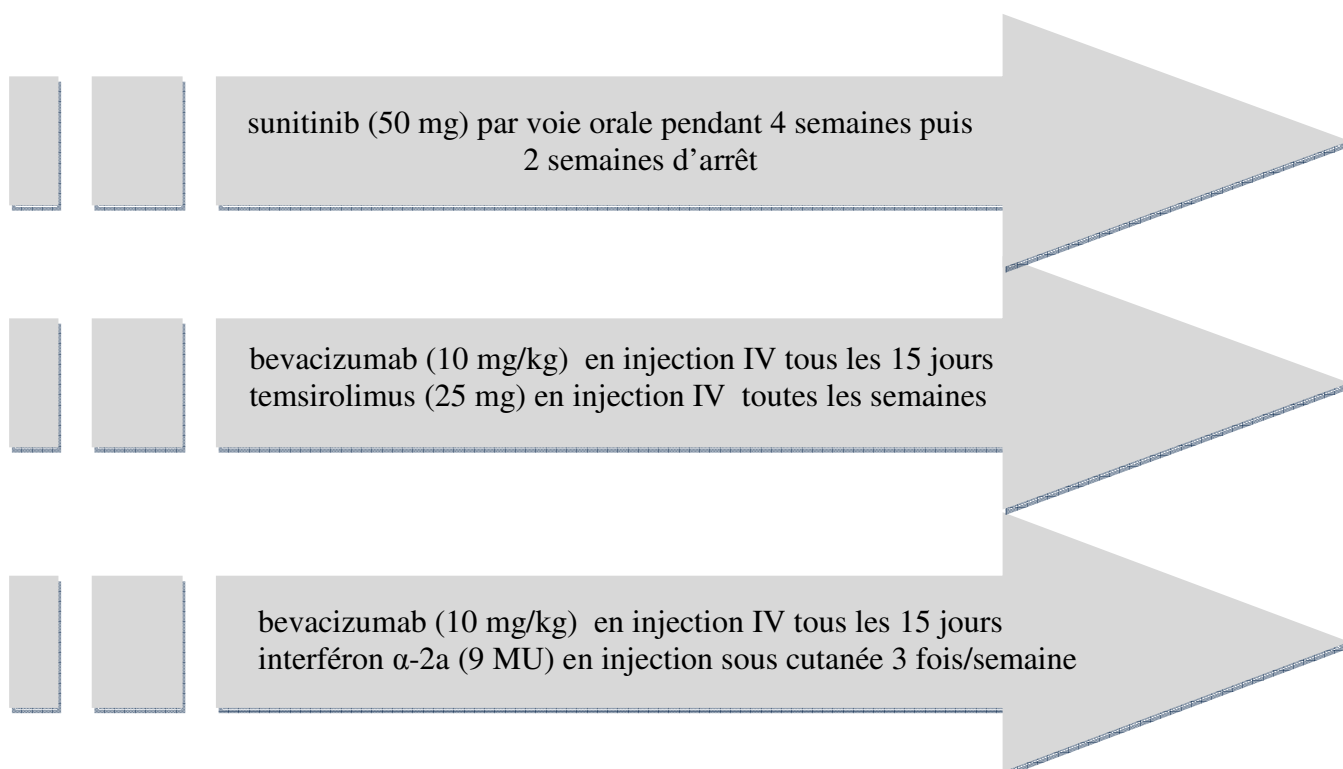 sunitinib (50 mg) par voie orale pendant 4 semaines puis
2 semaines d’arrêt
bevacizumab (10 mg/kg)  en injection IV tous les 15 jours
temsirolimus (25 mg) en injection IV  toutes les semaines
bevacizumab (10 mg/kg)  en injection IV tous les 15 jours
interféron α-2a (9 MU) en injection sous cutanée 3 fois/semaine